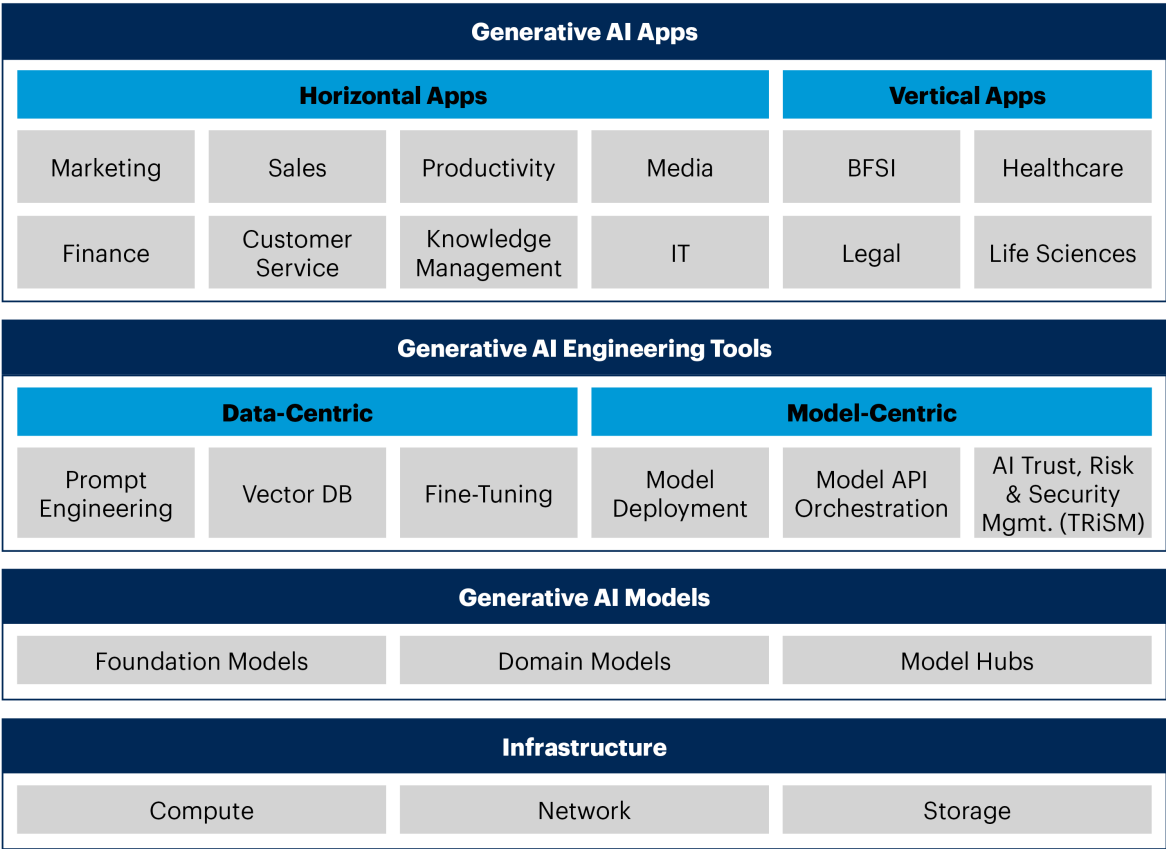 Generative AI Apps
Horizontal Apps
Vertical Apps
Marketing
Sales
Productivity
Media
BFSI
Healthcare
Finance
Customer
Service
Knowledge
Management
IT
Legal
Life Sciences
Generative AI Engineering Tools
Data-Centric
Model-Centric
Prompt
Engineering
Vector DB
Fine-Tuning
Model
Deployment
Model API
Orchestration
AI Trust, Risk
& Security
Mgmt. (TRiSM)
Generative AI Models
Foundation Models
Domain Models
Model Hubs
Infrastructure
Compute
Network
Storage